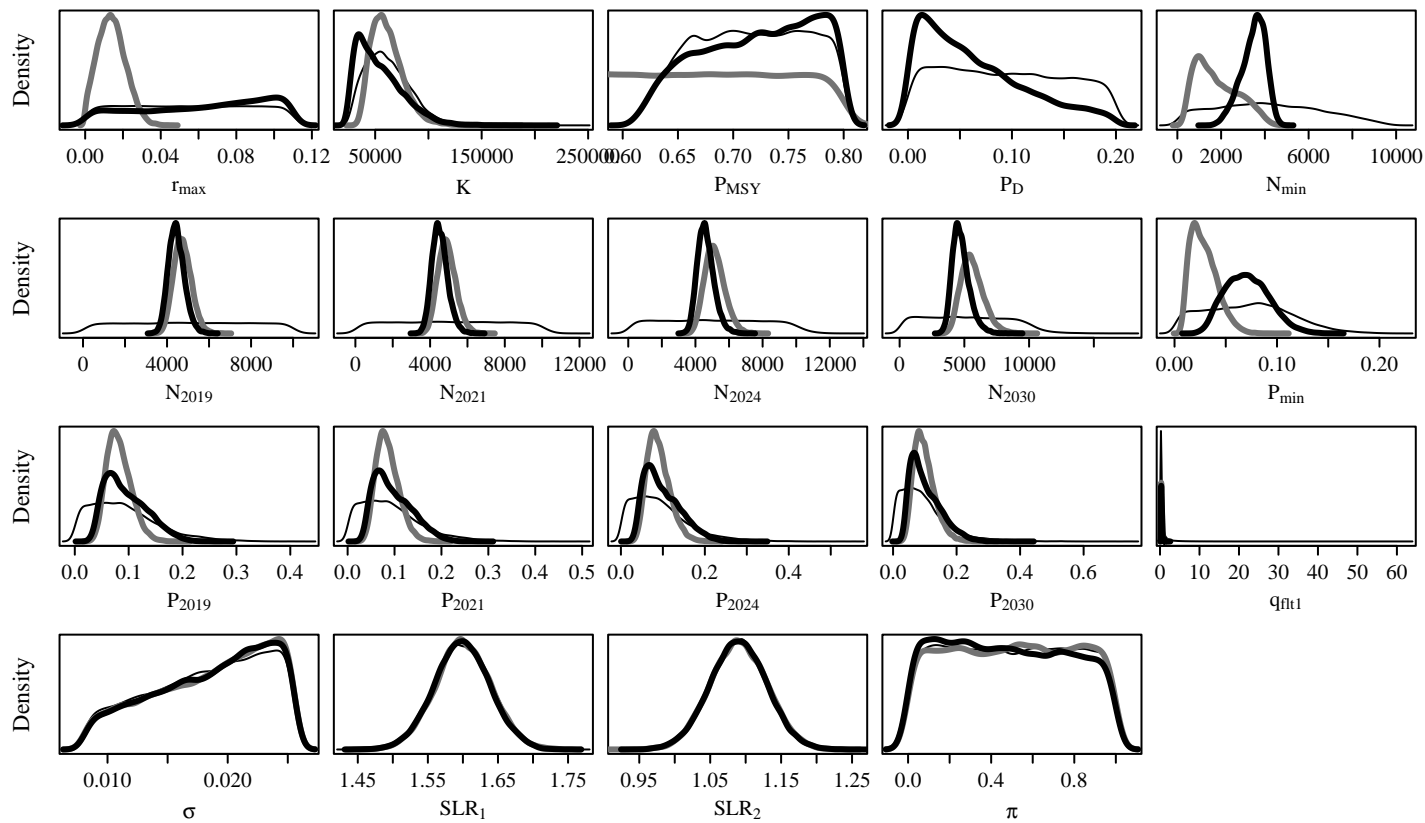 Density
0.00 0.04 0.08 0.12
r_max
50000 150000 250000
K
0.60 0.65 0.70 0.75 0.80
P_MSY
0.00 0.10 0.20
P_D
0 2000 6000 10000
N_min
Density
0 4000 8000
N_2019
0 4000 8000 12000
N_2021
0 4000 8000 14000
N_2024
0 5000 10000
N_2030
0.00 0.10 0.20
P_min
Density
0.0 0.1 0.2 0.3 0.4
P_2019
0.0 0.1 0.2 0.3 0.4 0.5
P_2021
0.0 0.2 0.4
P_2024
0.0 0.2 0.4 0.6
P_2030
0 10 20 30 40 50 60
q_flt1
Density
0.010 0.020
σ
1.45 1.55 1.65 1.75
SLR_1
0.95 1.05 1.15 1.25
SLR_2
0.0 0.4 0.8
π